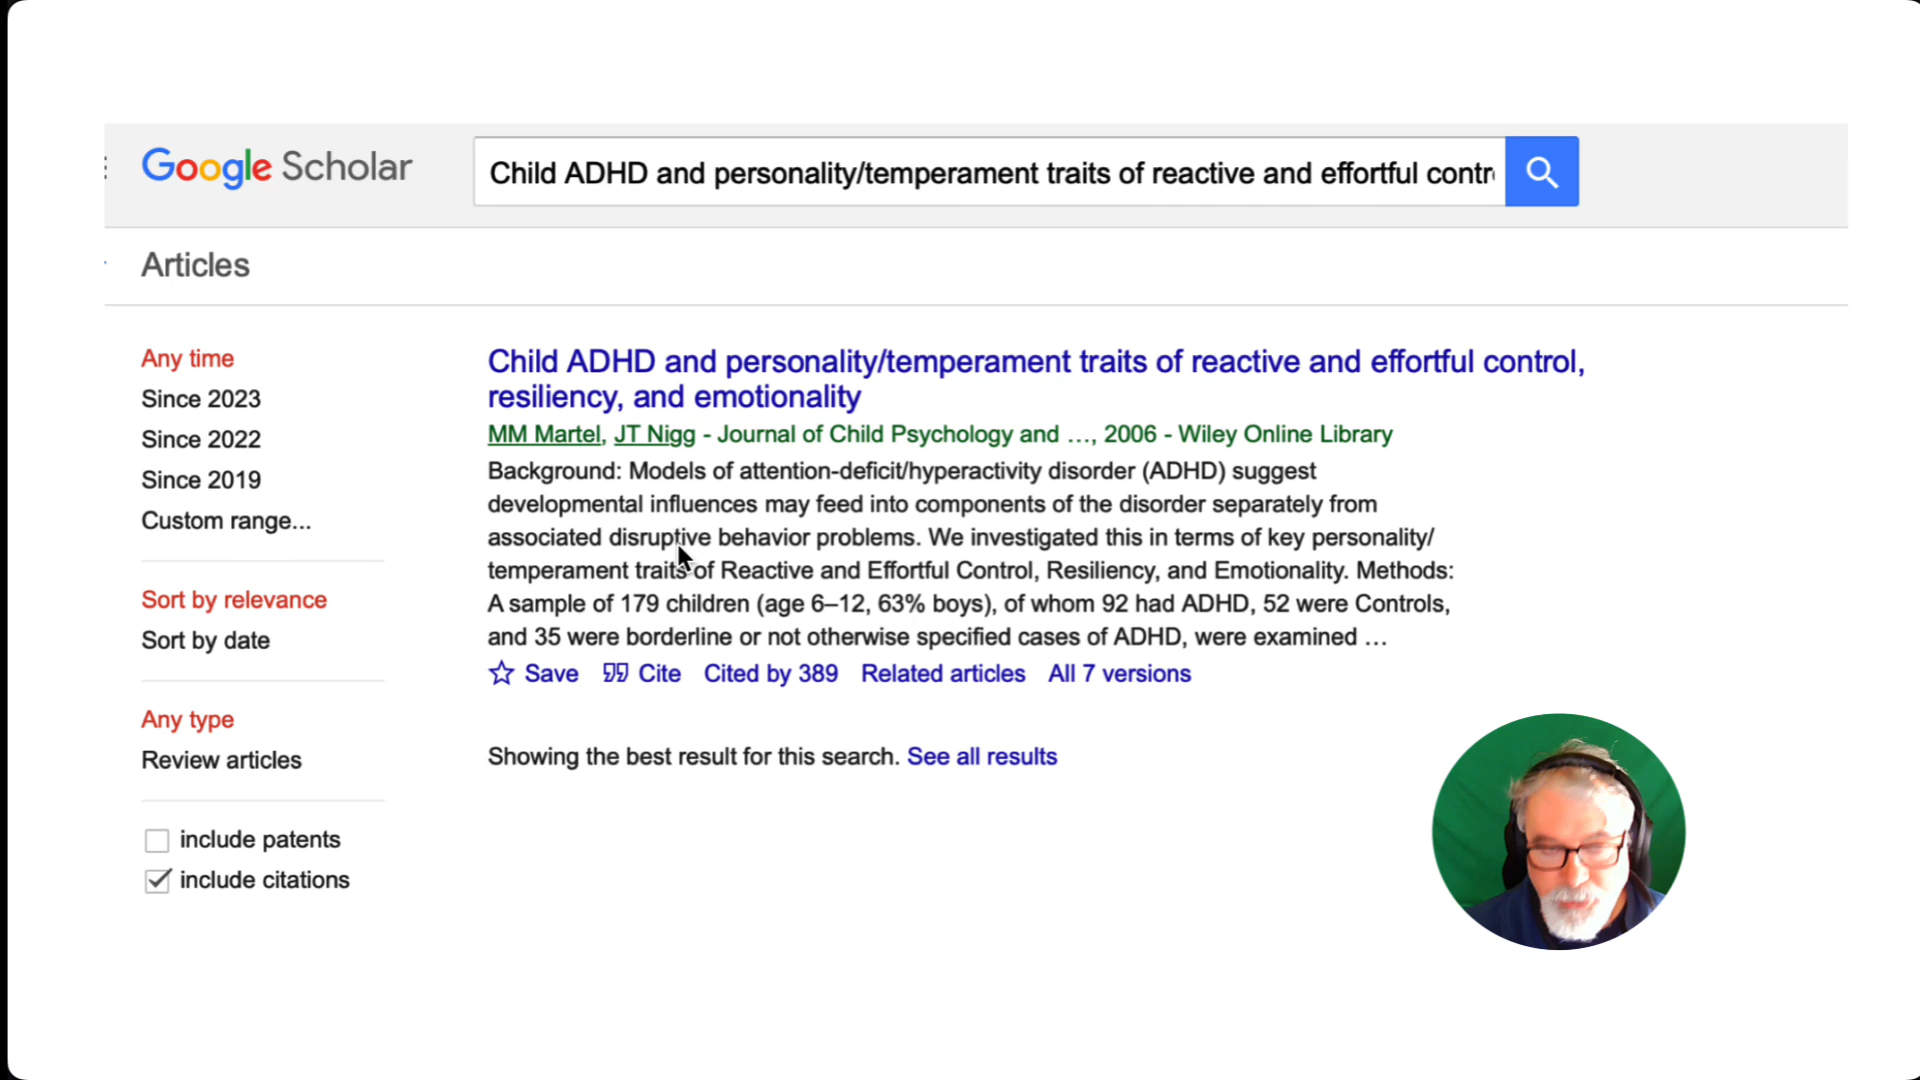 Google Scholar
Child ADHD and personality/temperament traits of reactive and effortful contr
Articles
Any time
Since 2023
Since 2022
Since 2019
Custom range...
Sort by relevance
Sort by date
Any type
Review articles
include patents
include citations
Child ADHD and personality/temperament traits of reactive and effortful control,
resiliency, and emotionality
MM Martel, JT Nigg - Journal of Child Psychology and …, 2006 - Wiley Online Library
Background: Models of attention-deficit/hyperactivity disorder (ADHD) suggest
developmental influences may feed into components of the disorder separately from
associated disruptive behavior problems. We investigated this in terms of key personality/
temperament traits of Reactive and Effortful Control, Resiliency, and Emotionality. Methods:
A sample of 179 children (age 6–12, 63% boys), of whom 92 had ADHD, 52 were Controls,
and 35 were borderline or not otherwise specified cases of ADHD, were examined …
Save Cite Cited by 389 Related articles All 7 versions
Showing the best result for this search. See all results